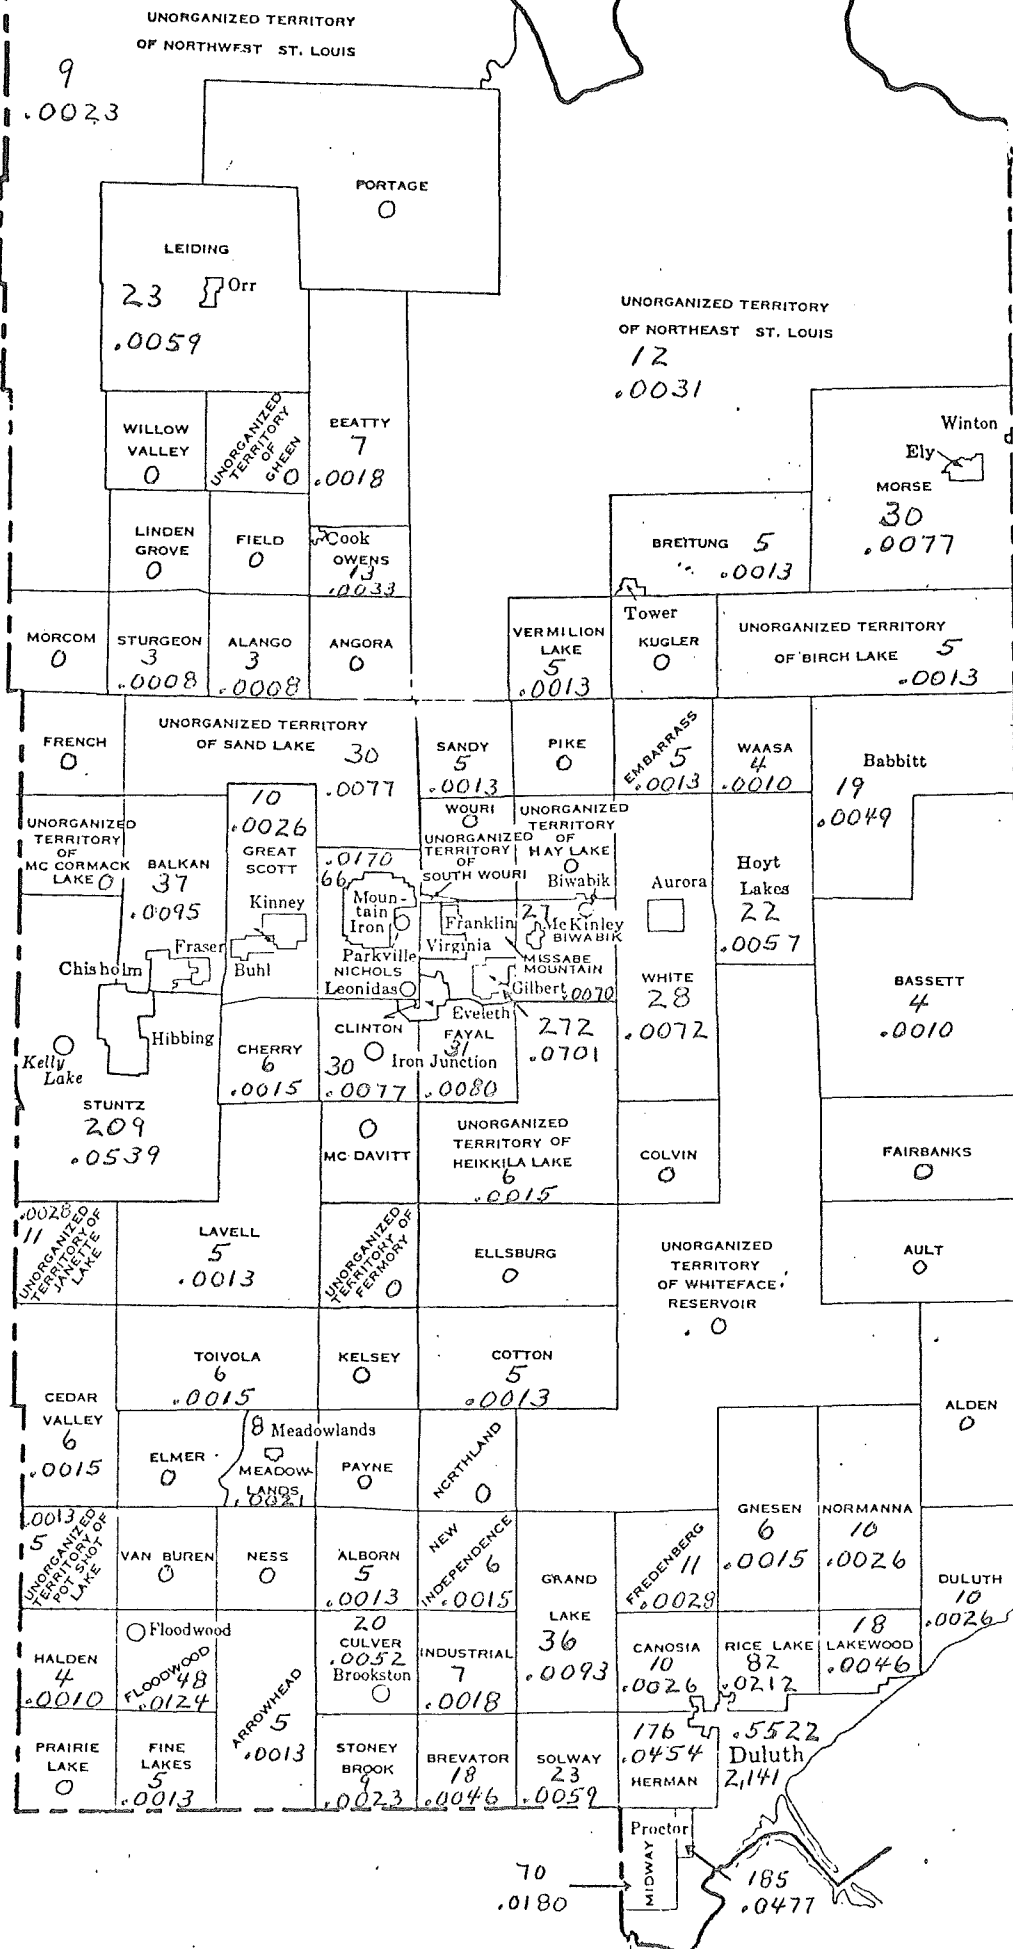 UNORGANIZED TERRITORY
OF NORTHWEST ST. LOUIS
9
.0023
PORTAGE
0
LEIDING
23
Orr
.0059
UNORGANIZED TERRITORY
OF NORTHEAST ST. LOUIS
12
.0031
WILLOW
VALLEY
0
UNORGANIZED
TERRITORY
OF
GHEEN
0
BEATTY
7
.0018
Winton
Ely
MORSE
30
.0077
LINDEN
GROVE
0
FIELD
0
Cook
OWENS
13
.0033
BREITUNG 5
.0013
MORCOM
0
STURGEON
3
.0008
ALANGO
3
.0008
ANGORA
0
VERMILION
LAKE
5
.0013
Tower
KUGLER
0
UNORGANIZED TERRITORY
OF BIRCH LAKE 5
.0013
FRENCH
0
UNORGANIZED TERRITORY
OF SAND LAKE 30
.0077
SANDY
5
.0013
PIKE
0
EMBARRASS
5
.0013
WAASA
4
.0010
Babbitt
19
.0049
UNORGANIZED
TERRITORY
OF
MC CORMACK
LAKE 0
BALKAN
37
.0095
10
.0026
GREAT
SCOTT
Kinney
Buhl
Fraser
Chisholm
WOURI
0
UNORGANIZED
TERRITORY
OF
SOUTH WOURI
UNORGANIZED
TERRITORY
OF
HAY LAKE
0
Biwabik
.0170
66
Moun-
tain
Iron
Parkville
NICHOLS
Leonidas
Franklin
Virginia
27
McKinley
BIWABIK
MISSABE
MOUNTAIN
Gilbert .0070
Eveleth
Aurora
WHITE
28
.0072
Hoyt
Lakes
22
.0057
BASSETT
4
.0010
Hibbing
Kelly
Lake
STUNTZ
209
.0539
CHERRY
6
.0015
CLINTON
30
Iron Junction
.0077
FAYAL
31
.0080
272
.0701
0
MC DAVITT
UNORGANIZED
TERRITORY OF
HEIKKILA LAKE
6
.0015
COLVIN
0
FAIRBANKS
0
.0028
11
UNORGANIZED
TERRITORY OF
JANETTE
LAKE
LAVELL
5
.0013
UNORGANIZED
TERRITORY OF
FERMORY
0
ELLSBURG
0
UNORGANIZED
TERRITORY
OF WHITEFACE
RESERVOIR
0
AULT
0
TOIVOLA
6
.0015
KELSEY
0
COTTON
5
.0013
CEDAR
VALLEY
6
.0015
ALDEN
0
ELMER
0
8 Meadowlands
MEADOW-
LANDS
.0021
PAYNE
0
NORTHLAND
0
GNESEN
6
.0015
NORMANNA
10
.0026
.0013
5
UNORGANIZED
TERRITORY OF
POT SHOT
LAKE
VAN BUREN
0
NESS
0
ALBORN
5
.0013
NEW
INDEPENDENCE
6
.0015
GRAND
LAKE
36
.0093
FREDENBERG
11
.0028
DULUTH
10
.0026
HALDEN
4
.0010
Floodwood
FLOODWOOD
48
.0124
ARROWHEAD
5
.0013
20
CULVER
.0052
Brookston
INDUSTRIAL
7
.0018
CANOSIA
10
.0026
RICE LAKE
82
.0212
18
LAKEWOOD
.0046
PRAIRIE
LAKE
0
FINE
LAKES
5
.0013
STONEY
BROOK
9
.0023
BREVATOR
18
.0046
SOLWAY
23
.0059
176
.0454
HERMAN
.5522
Duluth
2,141
Proctor
MIDWAY
70
.0180
185
.0477